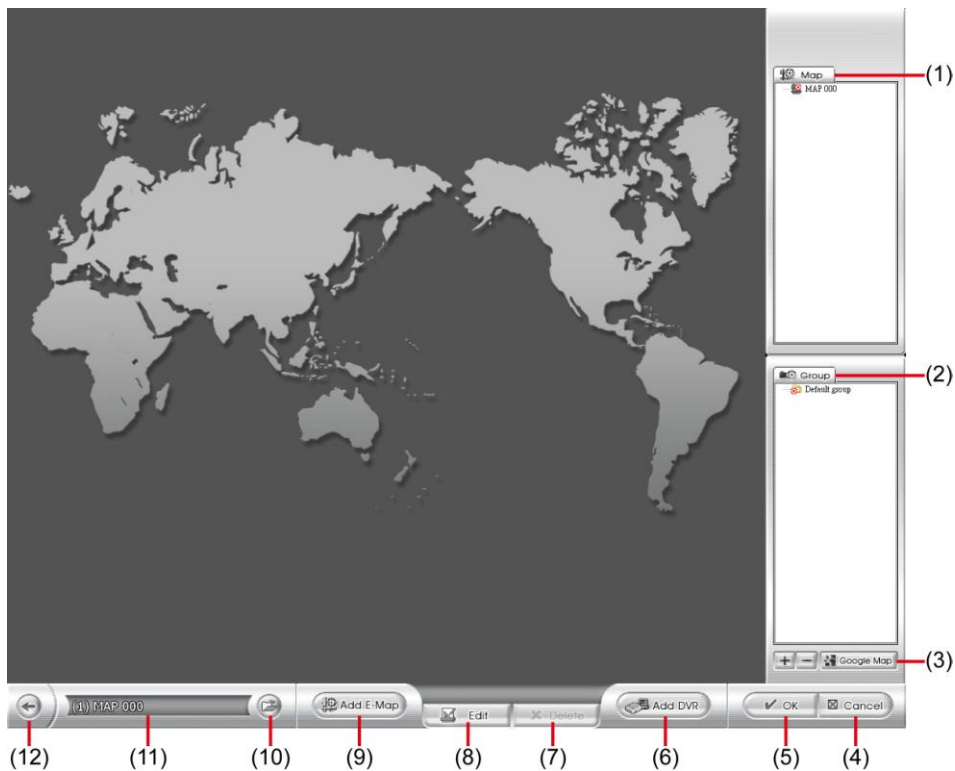 Map
(1)
MAP 000
Group
(2)
Default group
+ - Google Map
(3)
(1) MAP 000
Add E-Map
Edit
Delete
Add DVR
OK
Cancel
(12) (11) (10) (9) (8) (7) (6) (5) (4)